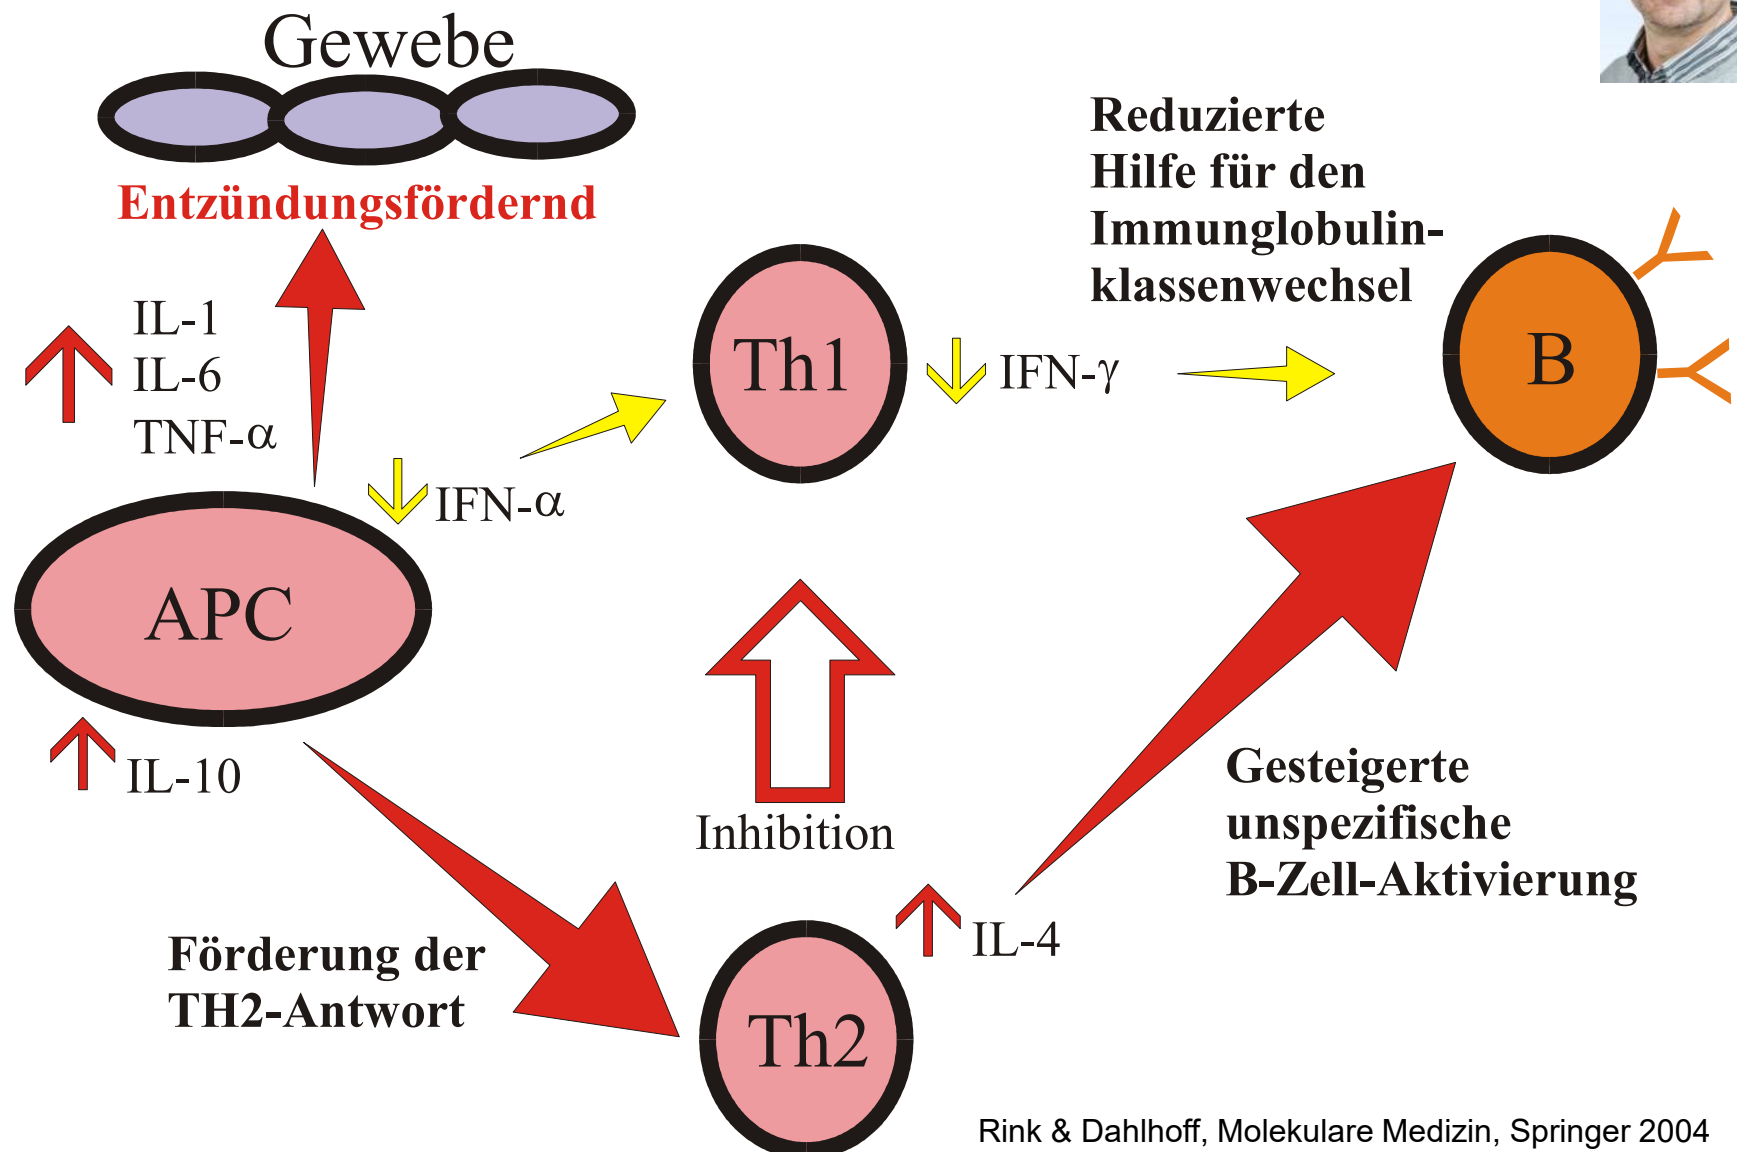 Gewebe
Entzündungsfördernd
IL-1
IL-6
TNF-α
IFN-α
APC
IL-10
Förderung der
TH2-Antwort
Th1
IFN-γ
Reduzierte
Hilfe für den
Immunglobulin-
klassenwechsel
B
Inhibition
Th2
IL-4
Gesteigerte
unspezifische
B-Zell-Aktivierung
Rink & Dahlhoff, Molekulare Medizin, Springer 2004